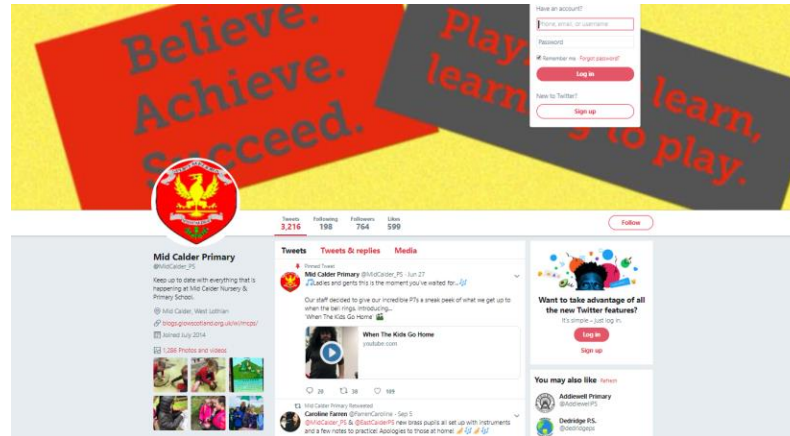 Believe.
Achieve.
Succeed.
Play
learn,
learn
to play.
Have an account?
Phone, email, or username
Password
Remember me · Forgot password?
Log in
New to Twitter?
Sign up
Tweets
3,216
Following
198
Followers
764
Likes
599
Follow
Mid Calder Primary
@MidCalder_PS
Keep up to date with everything that is
happening at Mid Calder Nursery &
Primary School.
Mid Calder, West Lothian
blogs.glowscotland.org.uk/wl/mcps/
Joined July 2014
1,286 Photos and videos
Tweets Tweets & replies Media
Pinned Tweet
Mid Calder Primary @MidCalder_PS · Jun 27
Ladies and gents this is the moment you've waited for...
Our staff decided to give our incredible P7s a sneak peek of what we get up to
when the bell rings. Introducing...
'When The Kids Go Home'
When The Kids Go Home
youtube.com
26 38 109
Mid Calder Primary Retweeted
Caroline Farren @FarrenCaroline · Sep 5
@MidCalder_PS & @EastCalderPS new brass pupils all set up with instruments
and a few notes to practice! Apologies to those at home!
Want to take advantage of all
the new Twitter features?
It's simple – just log in.
Log in
Sign up
You may also like · Refresh
Addiewell Primary
@AddiewellPS
Dedridge P.S.
@dedridgeps